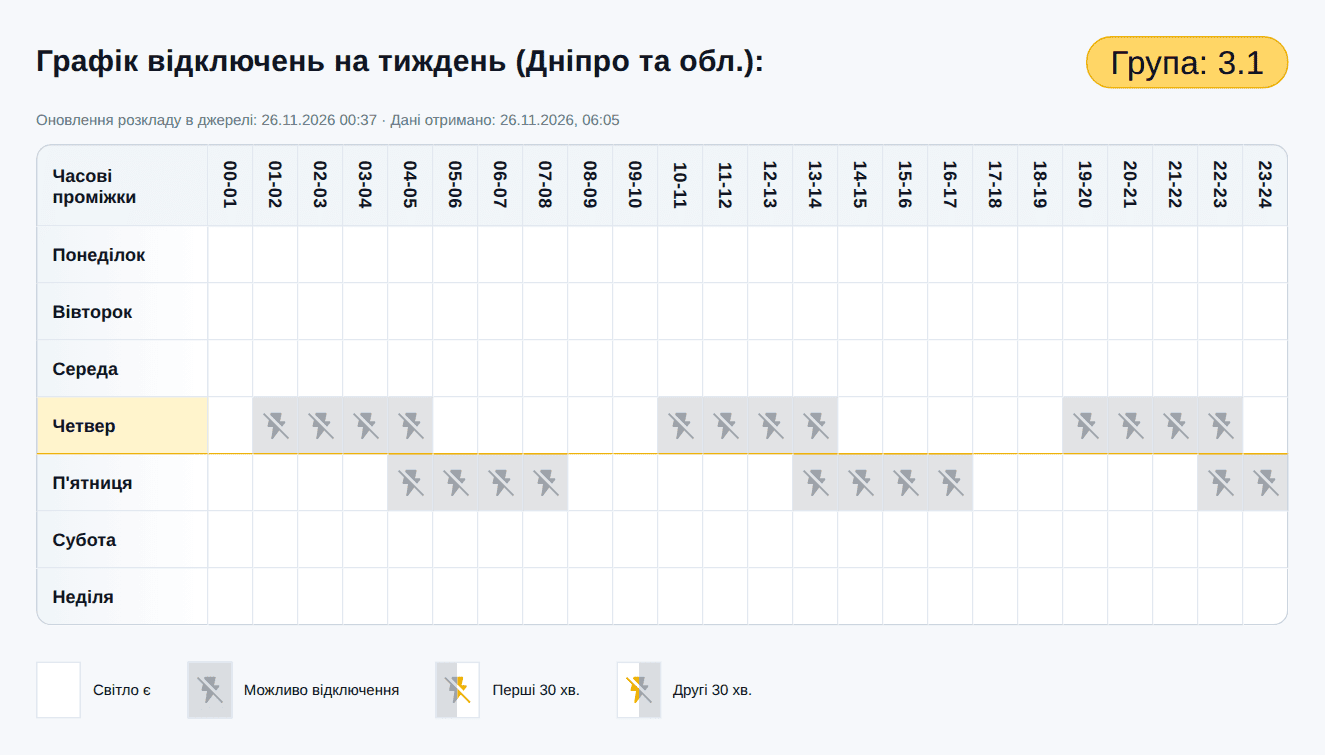 Графік відключень на тиждень (Дніпро та обл.):
Група: 3.1
Оновлення розкладу в джерелі: 26.11.2026 00:37 · Дані отримано: 26.11.2026, 06:05
Часові
проміжки
00-01
01-02
02-03
03-04
04-05
05-06
06-07
07-08
08-09
09-10
10-11
11-12
12-13
13-14
14-15
15-16
16-17
17-18
18-19
19-20
20-21
21-22
22-23
23-24
Понеділок
Вівторок
Середа
Четвер
П'ятниця
Субота
Неділя
Світло є
Можливо відключення
Перші 30 хв.
Другі 30 хв.